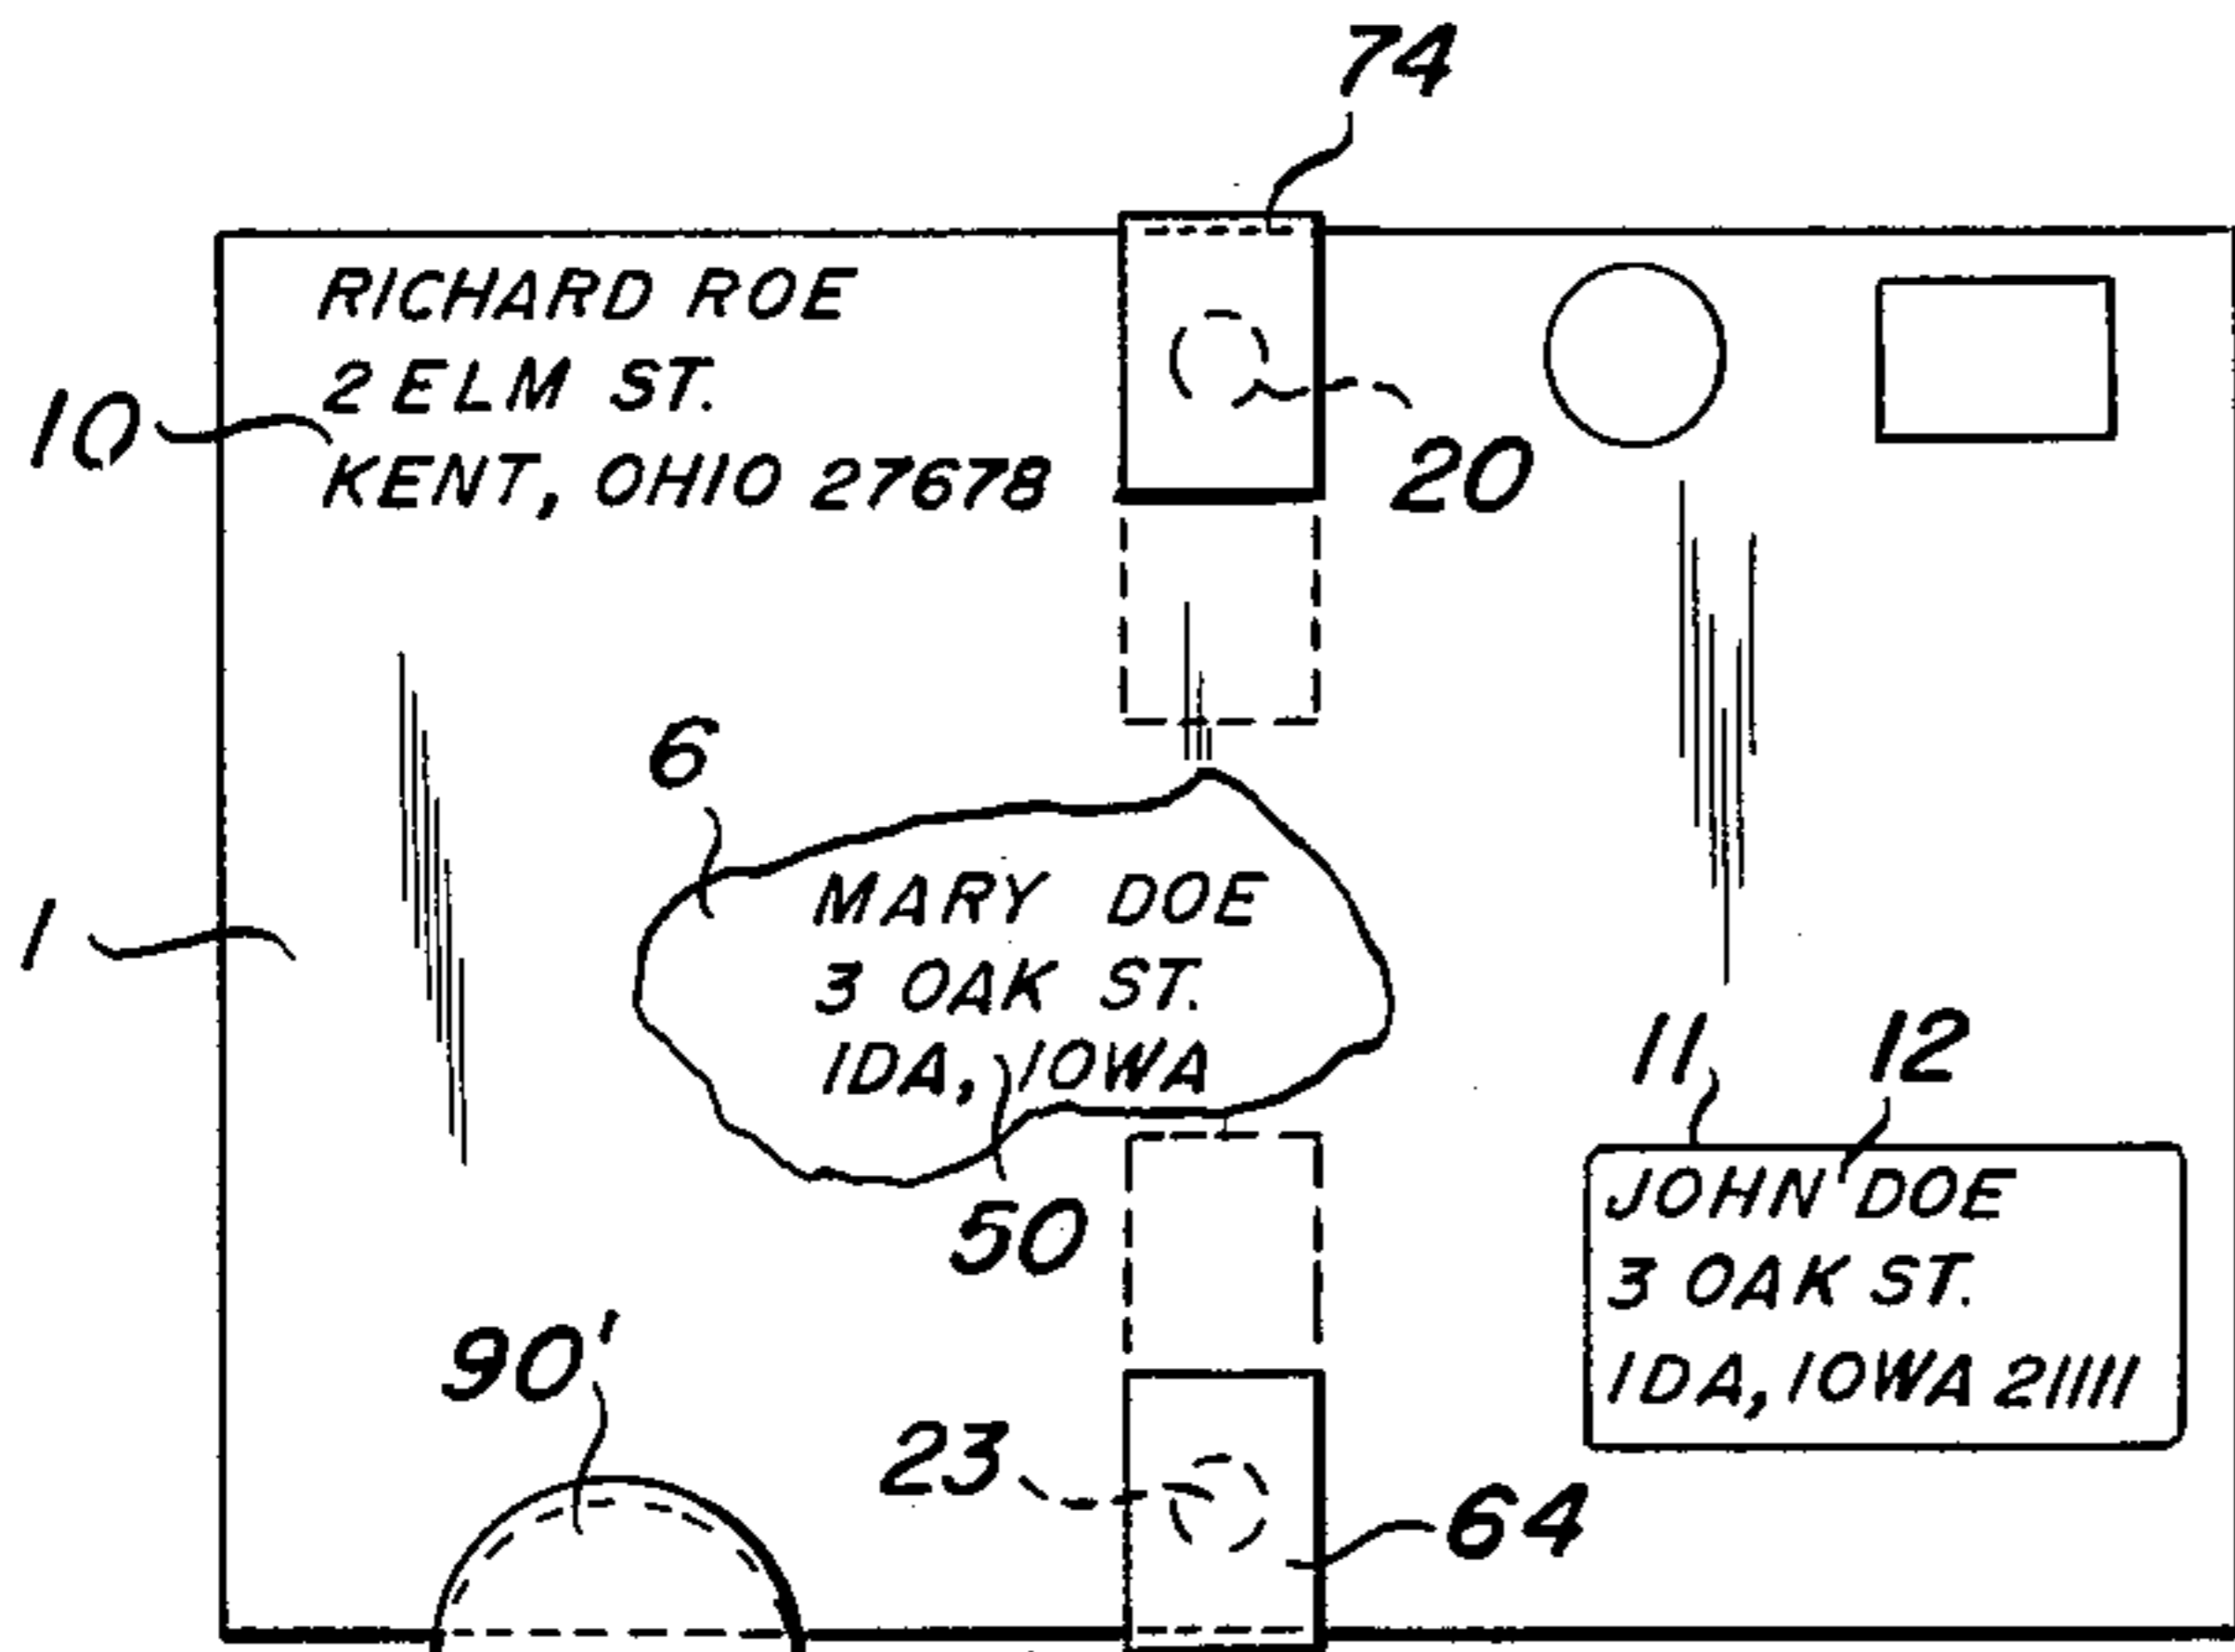 74
RICHARD ROE
2 ELM ST.
10
KENT, OHIO 27678
20
6
MARY DOE
1
3 OAK ST.
IDA, IOWA
11
12
50
JOHN DOE
3 OAK ST.
IDA, IOWA 21111
90'
23
64